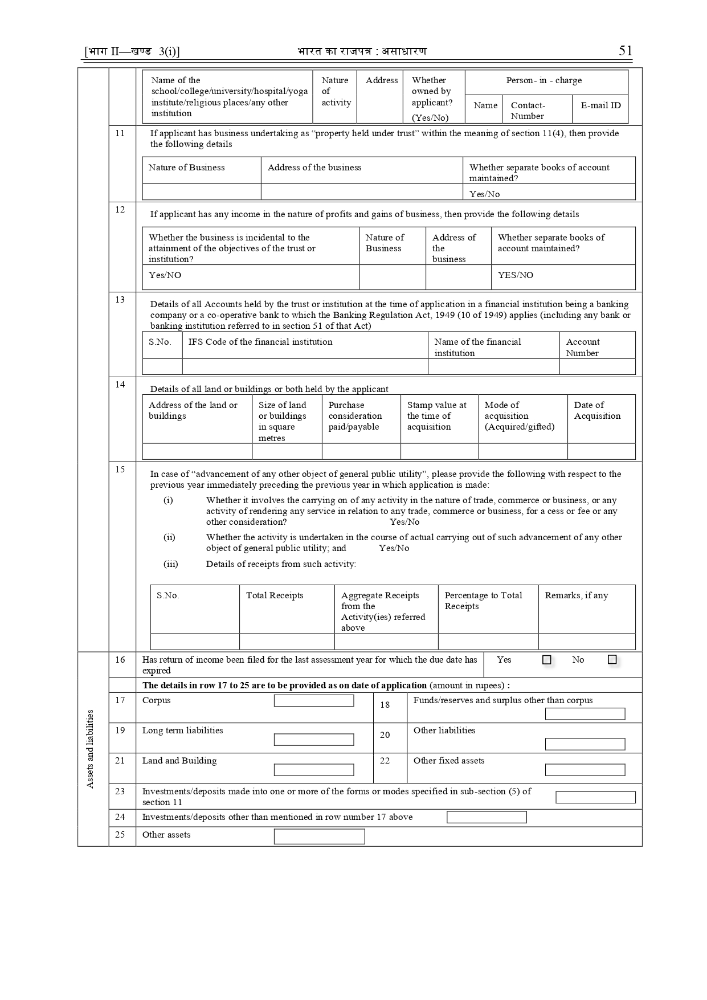 [भाग II—खण्ड 3(i)] भारत का राजपत्र : असाधारण 51
Name of the school/college/university/hospital/yoga institute/religious places/any other institution
Nature of activity
Address
Whether owned by applicant? (Yes/No)
Person- in - charge
Name
Contact-Number
E-mail ID
11
If applicant has business undertaking as “property held under trust” within the meaning of section 11(4), then provide
the following details
Nature of Business
Address of the business
Whether separate books of account
maintained?
Yes/No
12
If applicant has any income in the nature of profits and gains of business, then provide the following details
Whether the business is incidental to the
attainment of the objectives of the trust or
institution?
Nature of
Business
Address of
the
business
Whether separate books of
account maintained?
Yes/NO
YES/NO
13
Details of all Accounts held by the trust or institution at the time of application in a financial institution being a banking
company or a co-operative bank to which the Banking Regulation Act, 1949 (10 of 1949) applies (including any bank or
banking institution referred to in section 51 of that Act)
S.No.
IFS Code of the financial institution
Name of the financial
institution
Account
Number
14
Details of all land or buildings or both held by the applicant
Address of the land or
buildings
Size of land
or buildings
in square
metres
Purchase
consideration
paid/payable
Stamp value at
the time of
acquisition
Mode of
acquisition
(Acquired/gifted)
Date of
Acquisition
15
In case of “advancement of any other object of general public utility”, please provide the following with respect to the
previous year immediately preceding the previous year in which application is made:
(i) Whether it involves the carrying on of any activity in the nature of trade, commerce or business, or any
activity of rendering any service in relation to any trade, commerce or business, for a cess or fee or any
other consideration? Yes/No
(ii) Whether the activity is undertaken in the course of actual carrying out of such advancement of any other
object of general public utility; and Yes/No
(iii) Details of receipts from such activity:
S.No.
Total Receipts
Aggregate Receipts
from the
Activity(ies) referred
above
Percentage to Total
Receipts
Remarks, if any
Assets and liabilities
16 Has return of income been filed for the last assessment year for which the due date has
expired
Yes No
The details in row 17 to 25 are to be provided as on date of application (amount in rupees) :
17 Corpus
18 Funds/reserves and surplus other than corpus
19 Long term liabilities
20 Other liabilities
21 Land and Building
22 Other fixed assets
23 Investments/deposits made into one or more of the forms or modes specified in sub-section (5) of
section 11
24 Investments/deposits other than mentioned in row number 17 above
25 Other assets